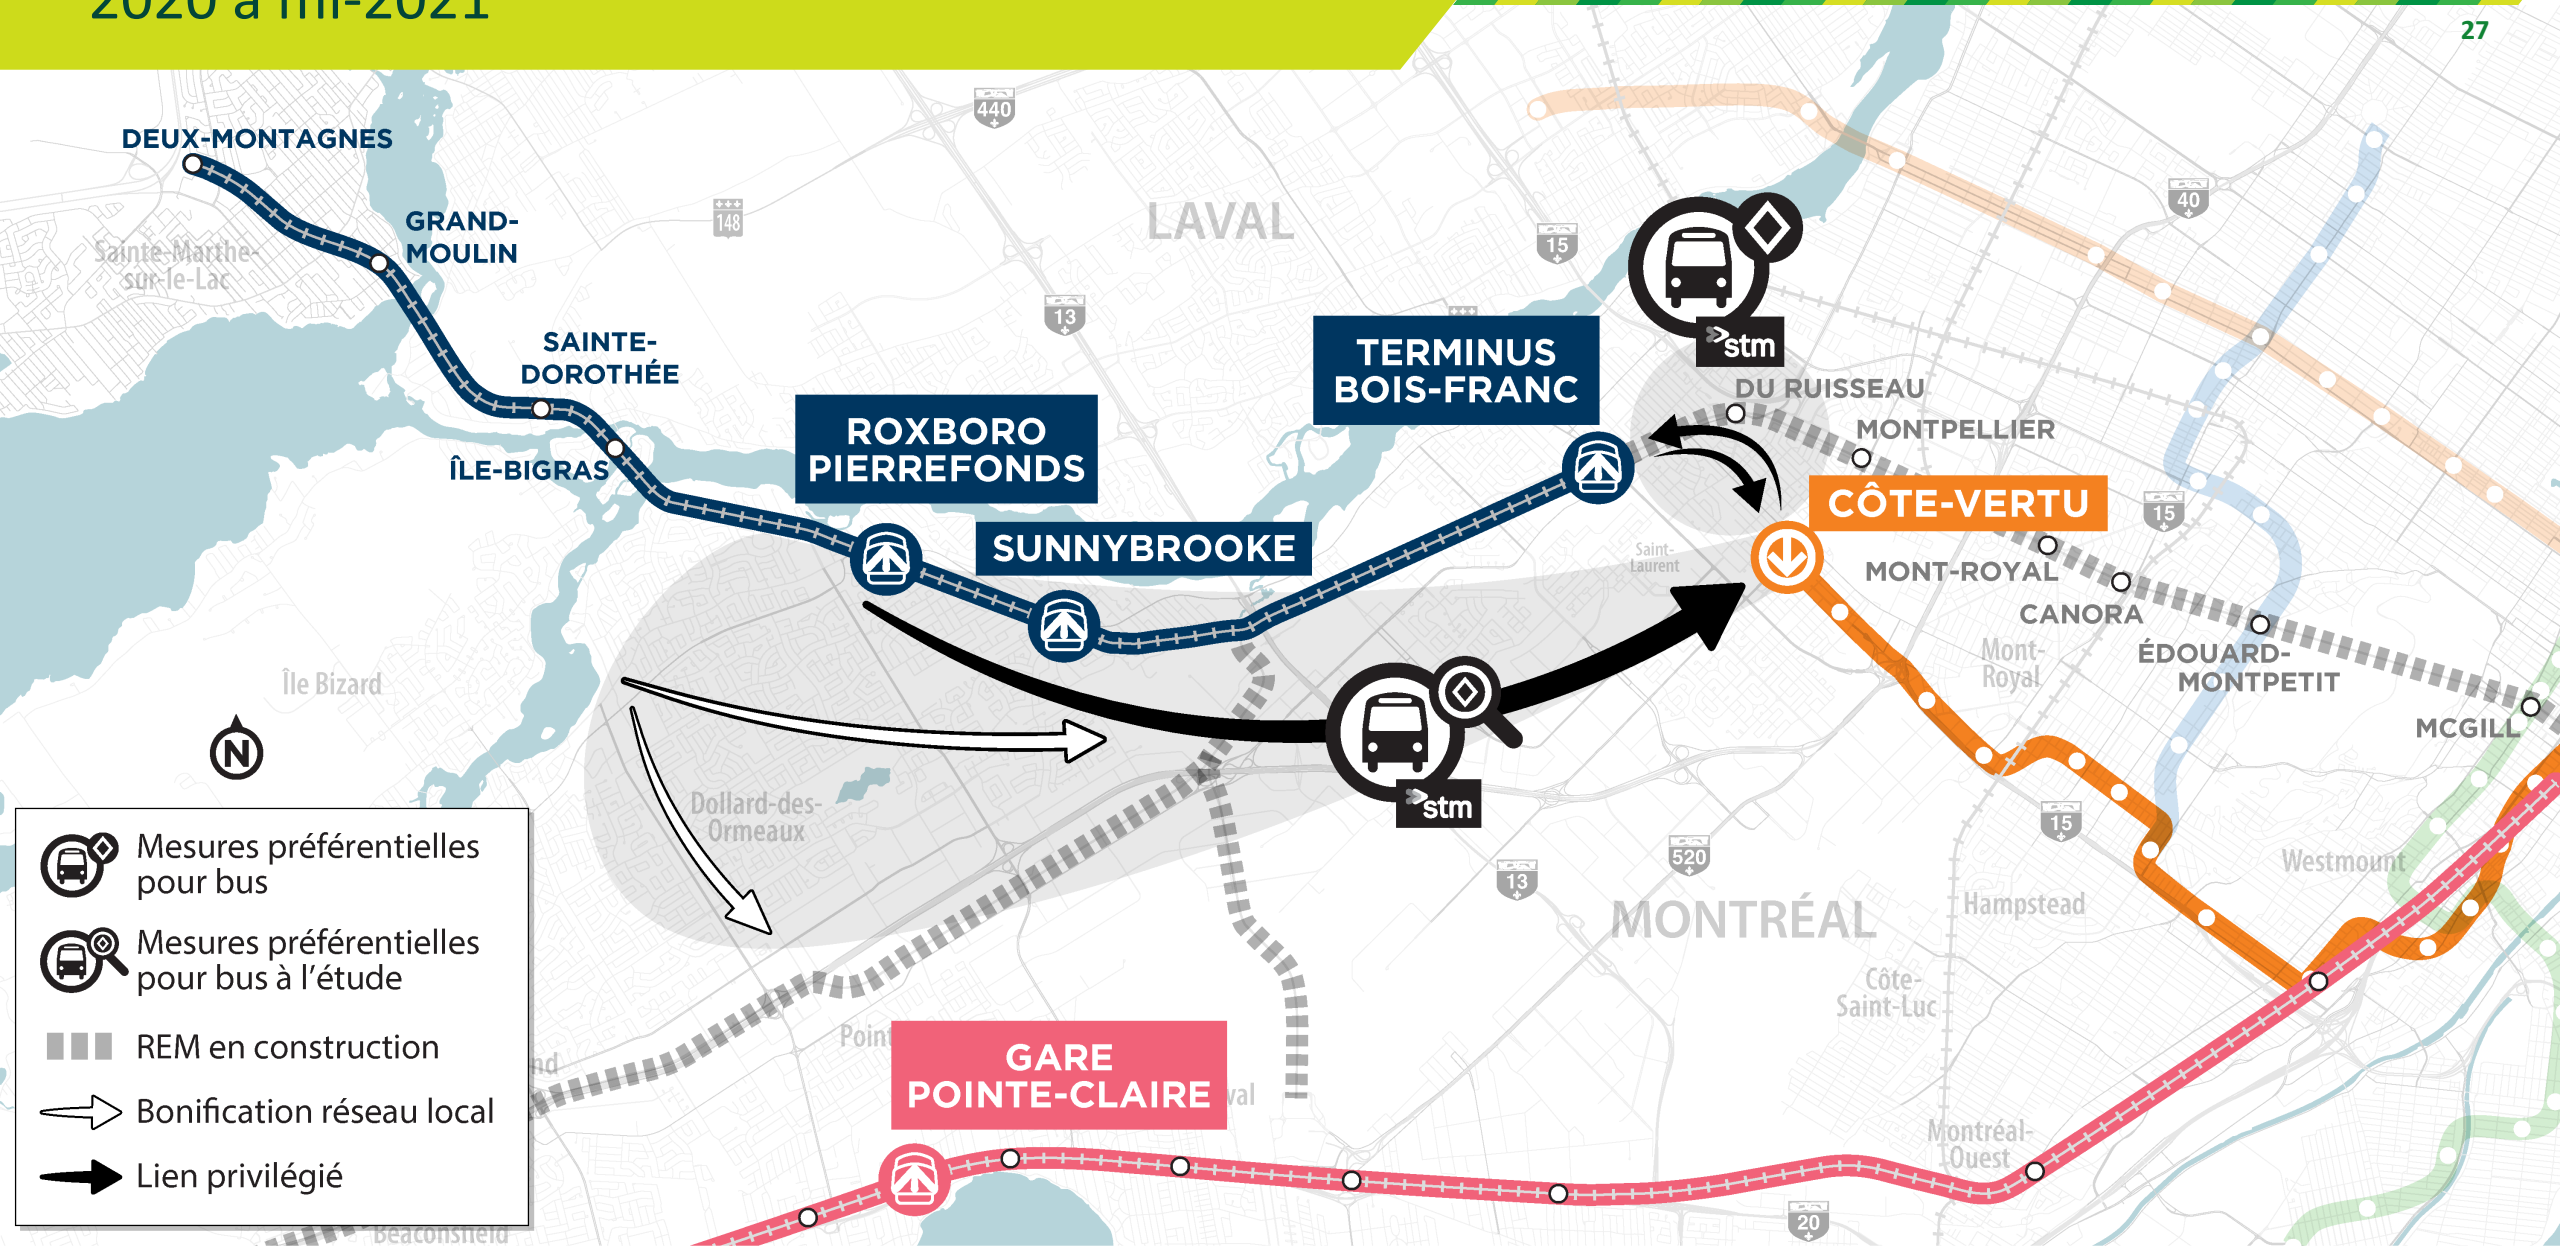 2020 à mi-2021
27
DEUX-MONTAGNES
440
40
GRAND-
MOULIN
148
LAVAL
15
Sainte-Marthe-
sur-le-Lac
13
SAINTE-
DOROTHÉE
stm
TERMINUS
BOIS-FRANC
DU RUISSEAU
ROXBORO
PIERREFONDS
MONTPELLIER
ÎLE-BIGRAS
CÔTE-VERTU
15
SUNNYBROOKE
Saint-
Laurent
MONT-ROYAL
CANORA
Mont-
Royal
ÉDOUARD-
MONTPETIT
Île Bizard
MCGILL
N
Dollard-des-
Ormeaux
stm
15
520
13
Westmount
MONTRÉAL
Hampstead
Côte-
Saint-Luc
Mesures préférentielles
pour bus
Mesures préférentielles
pour bus à l'étude
REM en construction
Bonification réseau local
Lien privilégié
GARE
POINTE-CLAIRE
Montréal-
Ouest
20
Beaconsfield